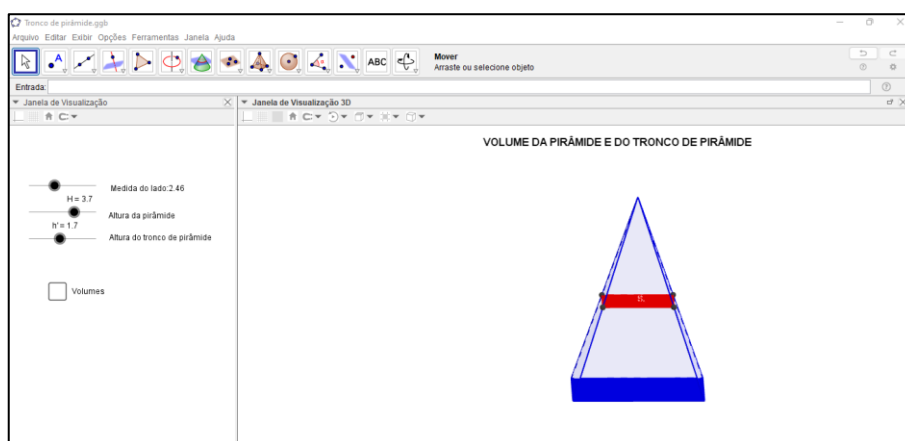 Tronco de pirâmide.ggb
Arquivo Editar Exibir Opções Ferramentas Janela Ajuda
ABC
Mover
Arraste ou selecione objeto
Entrada:
Janela de Visualização
Janela de Visualização 3D
VOLUME DA PIRÂMIDE E DO TRONCO DE PIRÂMIDE
Medida do lado:2.46
H = 3.7
Altura da pirâmide
h' = 1.7
Altura do tronco de pirâmide
Volumes